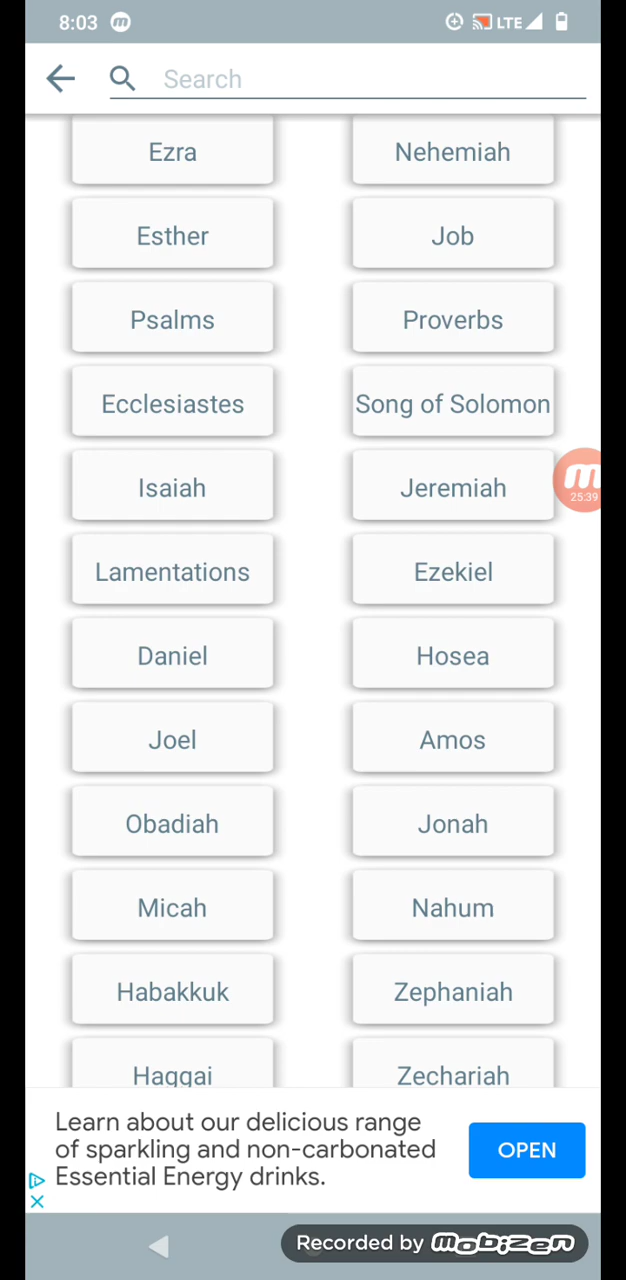 8:03 LTE
Search
Ezra Nehemiah
Esther Job
Psalms Proverbs
Ecclesiastes Song of Solomon
Isaiah Jeremiah
25:39
Lamentations Ezekiel
Daniel Hosea
Joel Amos
Obadiah Jonah
Micah Nahum
Habakkuk Zephaniah
Haggai Zechariah
Learn about our delicious range
of sparkling and non-carbonated
Essential Energy drinks.
OPEN
Recorded by mobizen